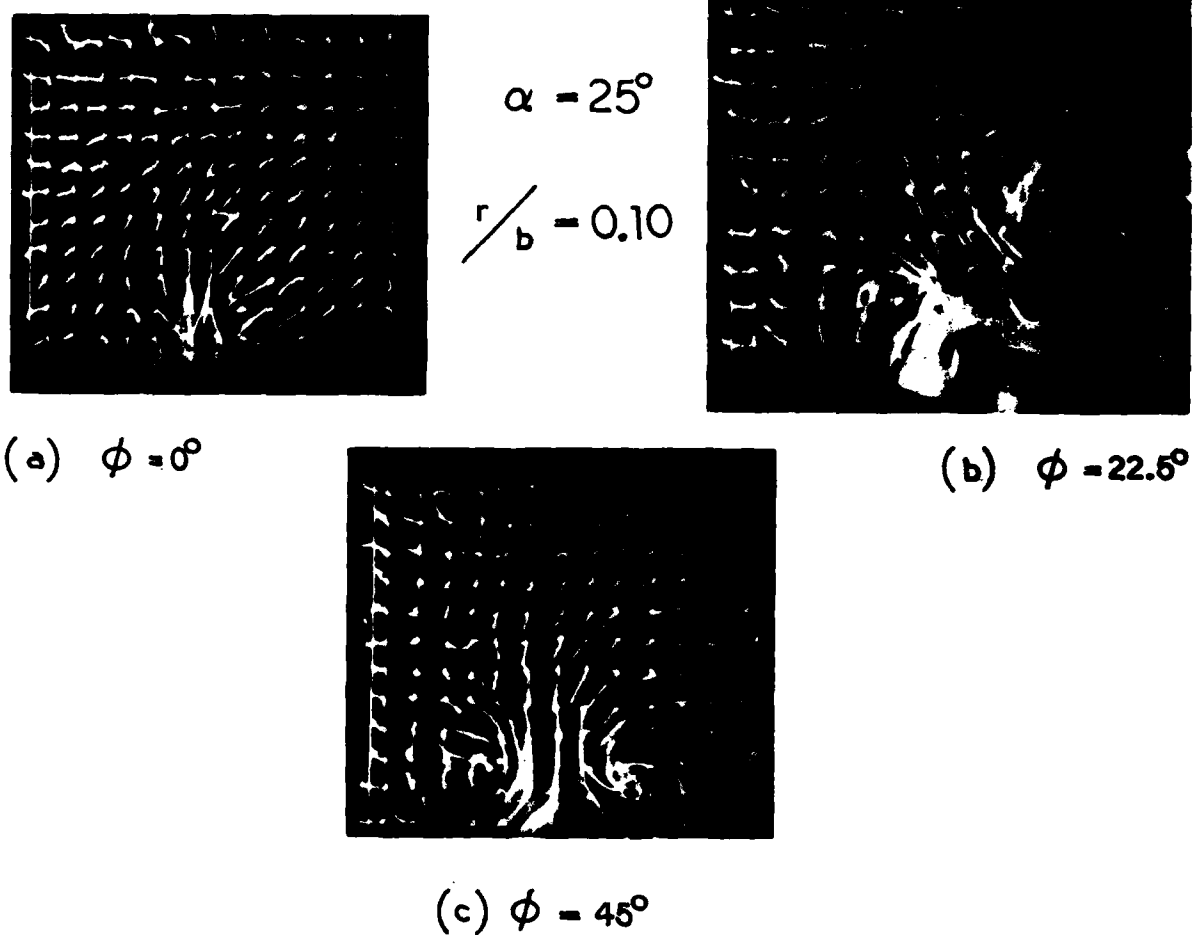 α = 25°
r/b = 0.10
(a) φ = 0°
(b) φ = 22.5°
(c) φ = 45°